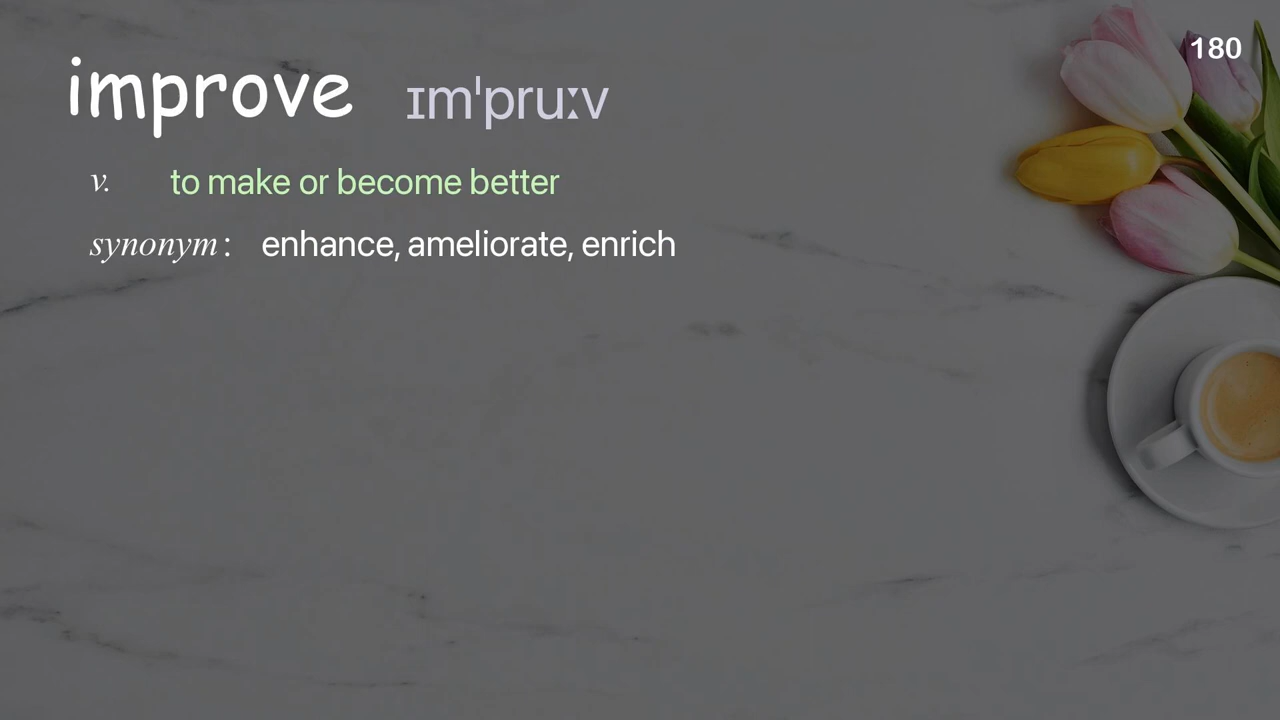 180
improve ɪmˈpruːv
v. to make or become better
synonym : enhance, ameliorate, enrich